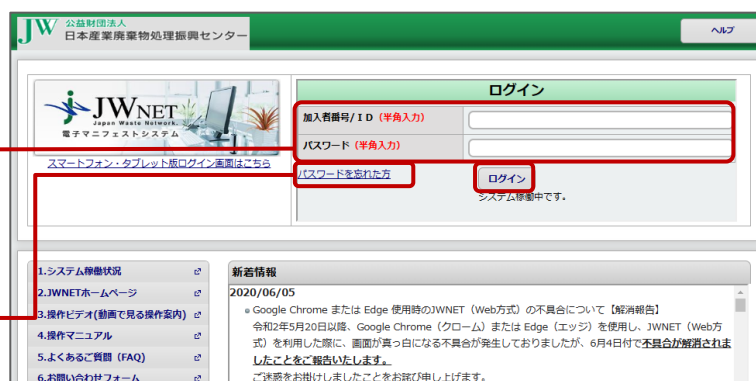 JW 公益財団法人
日本産業廃棄物処理振興センター
ヘルプ
JWNET
Japan Waste Network.
電子マニフェストシステム
スマートフォン・タブレット版ログイン画面はこちら
ログイン
加入者番号/ＩＤ（半角入力）
パスワード（半角入力）
パスワードを忘れた方
ログイン
システム稼働中です。
1.システム稼働状況
2.JWNETホームページ
3.操作ビデオ(動画で見る操作案内)
4.操作マニュアル
5.よくあるご質問（FAQ）
6.お問い合わせフォーム
新着情報
2020/06/05
Google Chrome または Edge 使用時のJWNET（Web方式）の不具合について【解消報告】
令和2年5月20日以降、Google Chrome（クローム）または Edge（エッジ）を使用し、JWNET（Web方
式）を利用した際に、画面が真っ白になる不具合が発生しておりましたが、6月4日付で不具合が解消されま
したことをご報告いたします。
ご迷惑をお掛けしましたことをお詫び申し上げます。